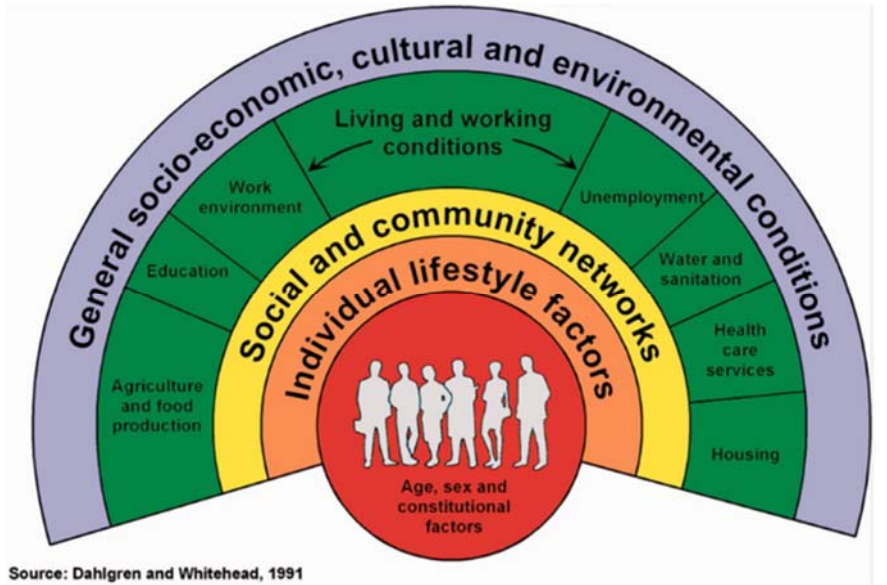 General socio-economic, cultural and environmental conditions
Living and working
conditions
Work
environment
Unemployment
Education
Water and
sanitation
Agriculture
and food
production
Health
care
services
Housing
Social and community networks
Individual lifestyle factors
Age, sex and
constitutional
factors
Source: Dahlgren and Whitehead, 1991